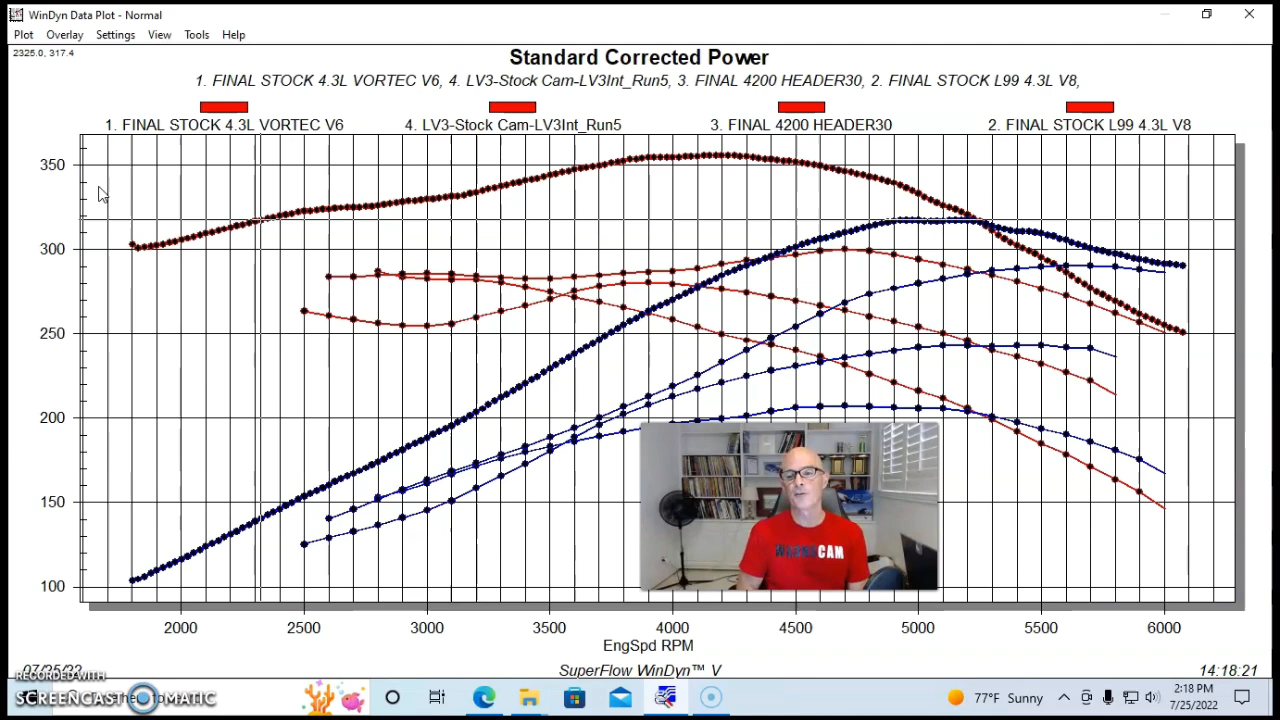 WinDyn Data Plot - Normal
Plot Overlay Settings View Tools Help
2325.0, 317.4
Standard Corrected Power
1. FINAL STOCK 4.3L VORTEC V6, 4. LV3-Stock Cam-LV3Int_Run5, 3. FINAL 4200 HEADER30, 2. FINAL STOCK L99 4.3L V8,
1. FINAL STOCK 4.3L VORTEC V6 4. LV3-Stock Cam-LV3Int_Run5 3. FINAL 4200 HEADER30 2. FINAL STOCK L99 4.3L V8
350
300
250
200
150
100
2000 2500 3000 3500 4000 4500 5000 5500 6000
EngSpd RPM
07/25/22 SuperFlow WinDyn™ V 14:18:21
RECORDED WITH
SCREENCAST MATIC
77°F Sunny
2:18 PM
7/25/2022